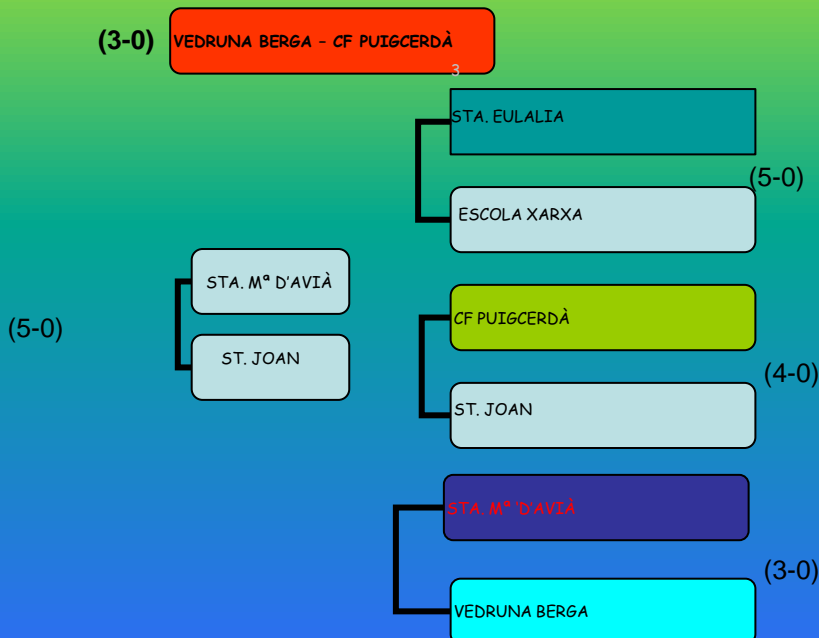 (3-0) VEDRUNA BERGA – CF PUIGCERDÀ
3
STA. EULALIA
(5-0)
ESCOLA XARXA
STA. Mª D'AVIÀ
(5-0)
ST. JOAN
CF PUIGCERDÀ
(4-0)
ST. JOAN
STA. Mª 'D'AVIÀ
(3-0)
VEDRUNA BERGA